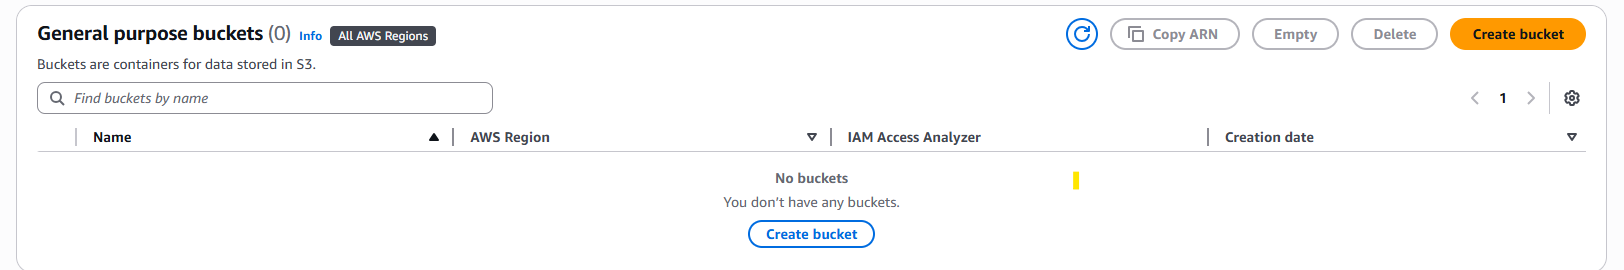 General purpose buckets (0) Info All AWS Regions
Copy ARN Empty Delete Create bucket
Buckets are containers for data stored in S3.
Find buckets by name
1
Name AWS Region IAM Access Analyzer Creation date
No buckets
You don’t have any buckets.
Create bucket